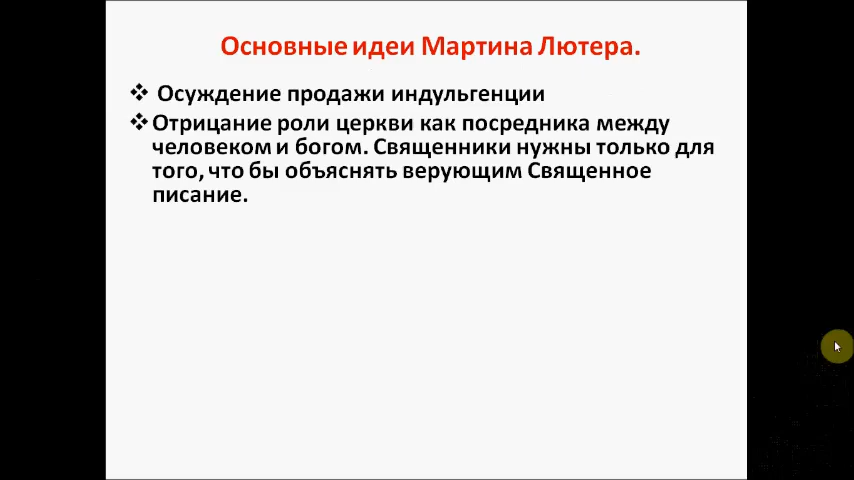 Основные идеи Мартина Лютера.
❖ Осуждение продажи индульгенции
❖ Отрицание роли церкви как посредника между
человеком и богом. Священники нужны только для
того, что бы объяснять верующим Священное
писание.